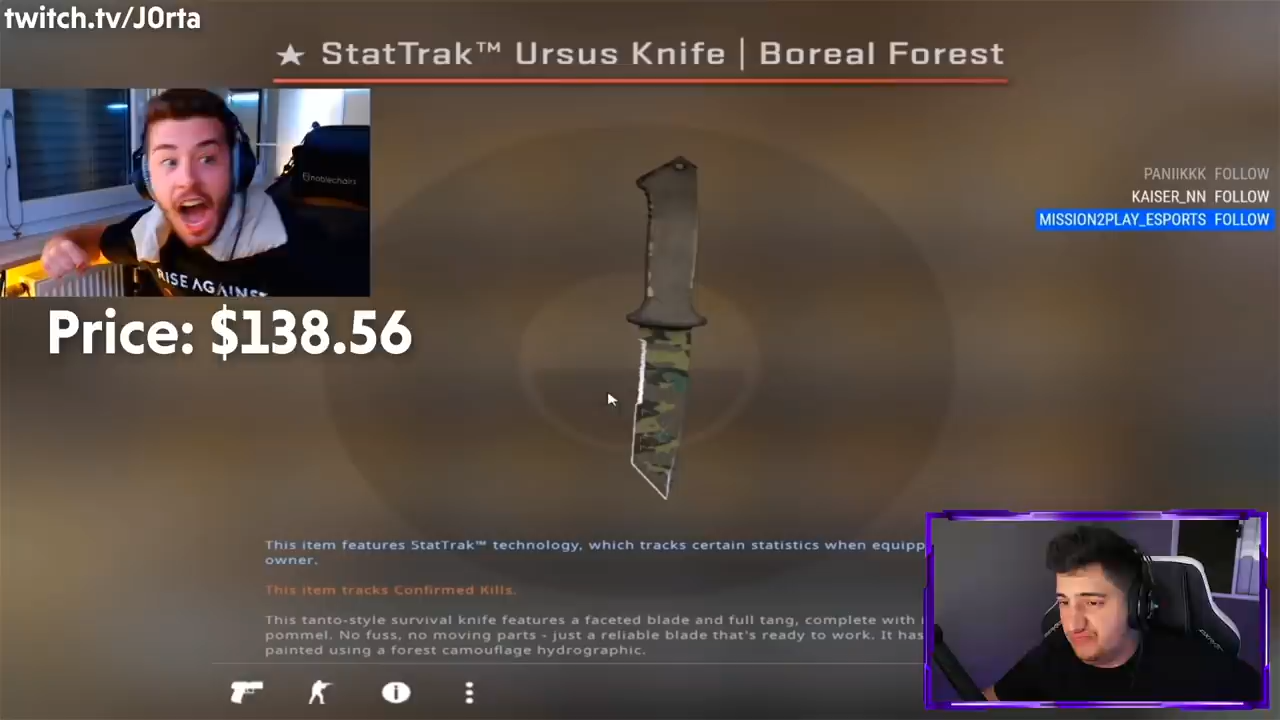 twitch.tv/J0rta
★ StatTrak™ Ursus Knife | Boreal Forest
noblechairs
RISE AGAINST
PANIIKKK FOLLOW
KAISER_NN FOLLOW
MISSION2PLAY_ESPORTS FOLLOW
Price: $138.56
This item features StatTrak™ technology, which tracks certain statistics when equipp
owner.
This item tracks Confirmed Kills.
This tanto-style survival knife features a faceted blade and full tang, complete with
pommel. No fuss, no moving parts - just a reliable blade that's ready to work. It has
painted using a forest camouflage hydrographic.